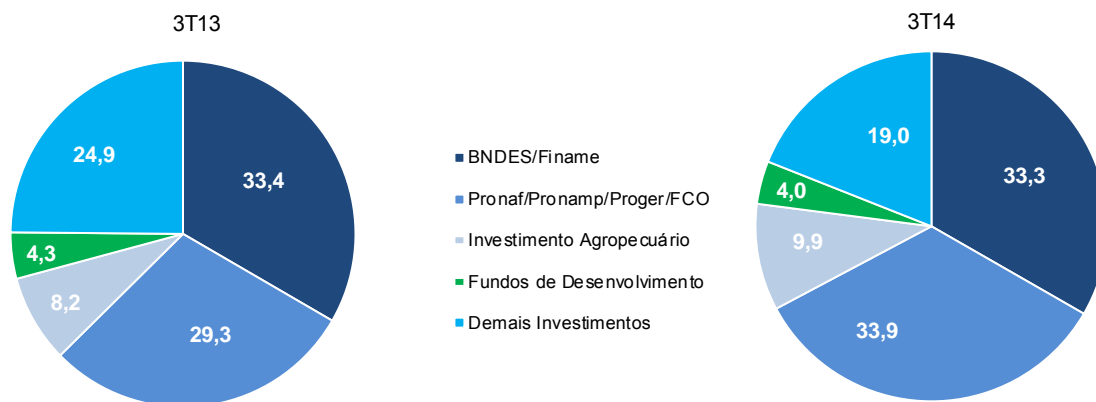 3T13
24,9
33,4
4,3
8,2
29,3
BNDES/Finame
Pronaf/Pronamp/Proger/FCO
Investimento Agropecuário
Fundos de Desenvolvimento
Demais Investimentos
3T14
19,0
33,3
4,0
9,9
33,9